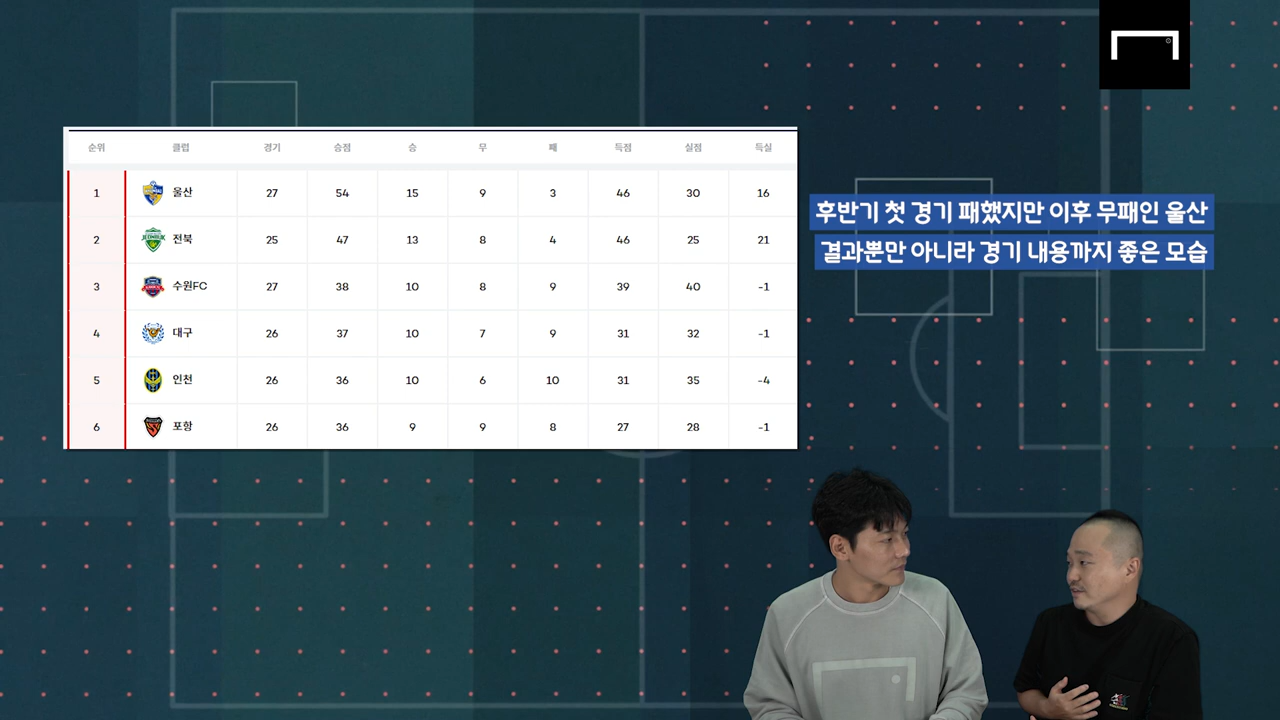 순위 클럽 경기 승점 승 무 패 득점 실점 득실
1 울산 27 54 15 9 3 46 30 16
2 전북 25 47 13 8 4 46 25 21
3 수원FC 27 38 10 8 9 39 40 -1
4 대구 26 37 10 7 9 31 32 -1
5 인천 26 36 10 6 10 31 35 -4
6 포항 26 36 9 9 8 27 28 -1
후반기 첫 경기 패했지만 이후 무패인 울산
결과뿐만 아니라 경기 내용까지 좋은 모습